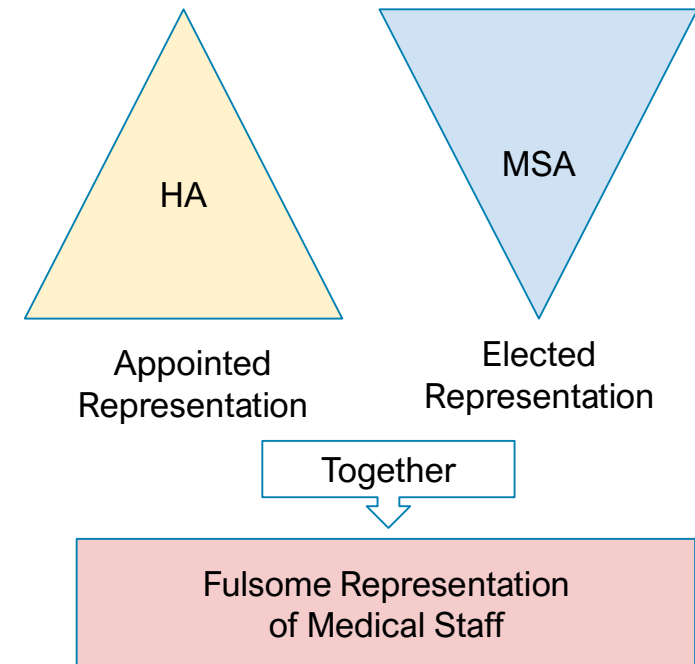 HA
MSA
Appointed
Representation
Elected
Representation
Together
Fulsome Representation
of Medical Staff